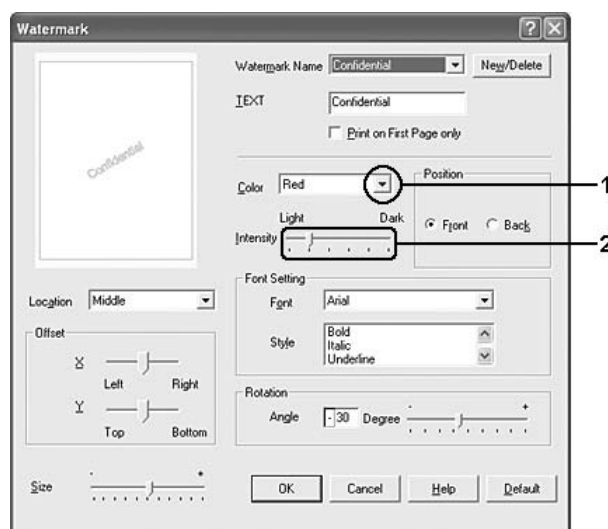 Watermark
Confidential
Watermark Name Confidential New/Delete
TEXT Confidential
Print on First Page only
Color Red
1
Position
Light Dark
Front Back
Intensity
2
Font Setting
Location Middle
Font Arial
Offset
Style Bold
Italic
Underline
X
Left Right
Rotation
Y
Angle -30 Degree - +
Top Bottom
Size - +
OK Cancel Help Default